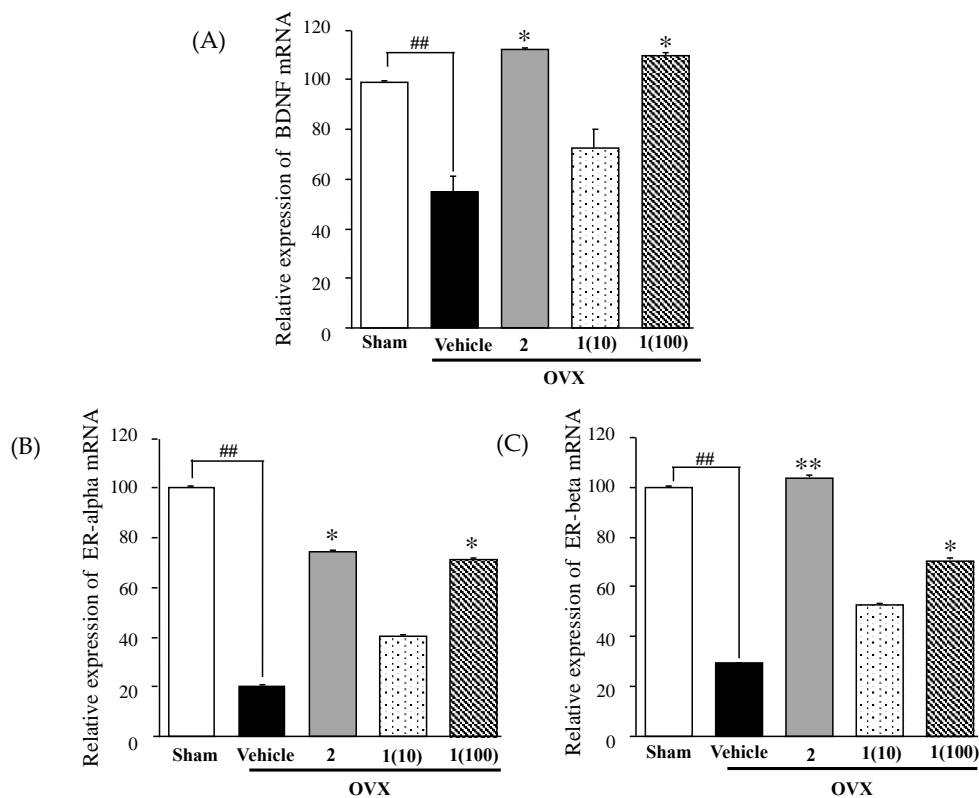 (A)
Relative expression of BDNF mRNA
120
100
80
60
40
20
0
##
*
*
Sham
Vehicle
2
1(10)
1(100)
OVX
(B)
Relative expression of ER-alpha mRNA
120
100
80
60
40
20
0
##
*
*
Sham
Vehicle
2
1(10)
1(100)
OVX
(C)
Relative expression of ER-beta mRNA
120
100
80
60
40
20
0
##
**
*
Sham
Vehicle
2
1(10)
1(100)
OVX